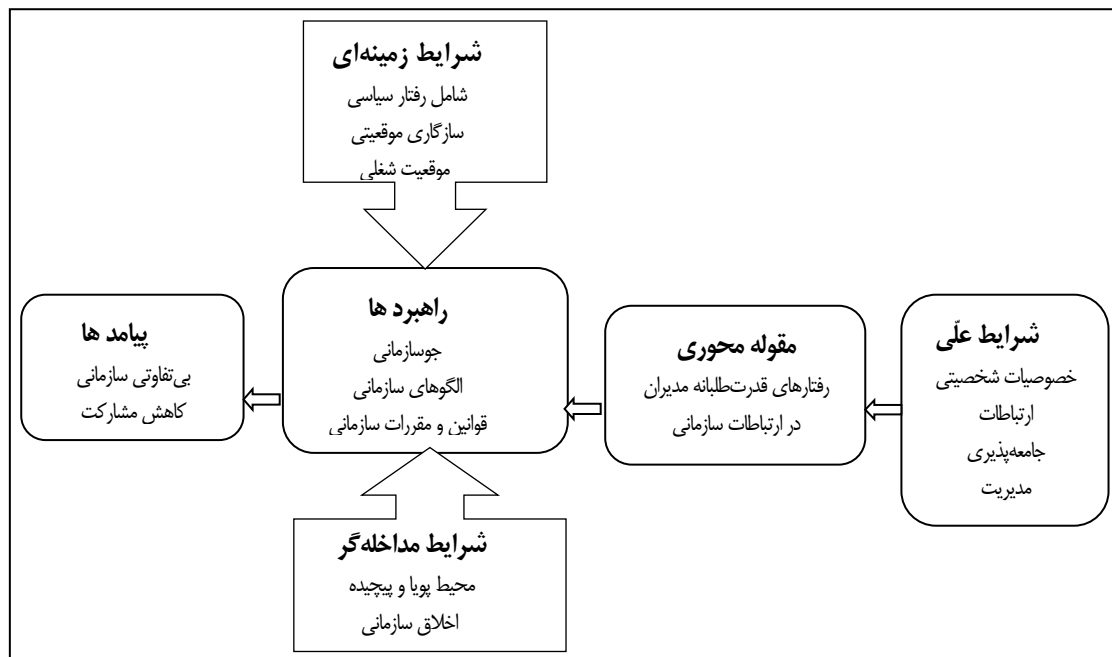 شرایط زمینه‌ای
شامل رفتار سیاسی
سازگاری موقعیتی
موقعیت شغلی
شرایط علّی
خصوصیات شخصیتی
ارتباطات
جامعه‌پذیری
مدیریت
مقوله محوری
رفتارهای قدرت‌طلبانه مدیران
در ارتباطات سازمانی
راهبرد ها
جوسازمانی
الگوهای سازمانی
قوانین و مقررات سازمانی
پیامد ها
بی‌تفاوتی سازمانی
کاهش مشارکت
شرایط مداخله‌گر
محیط پویا و پیچیده
اخلاق سازمانی